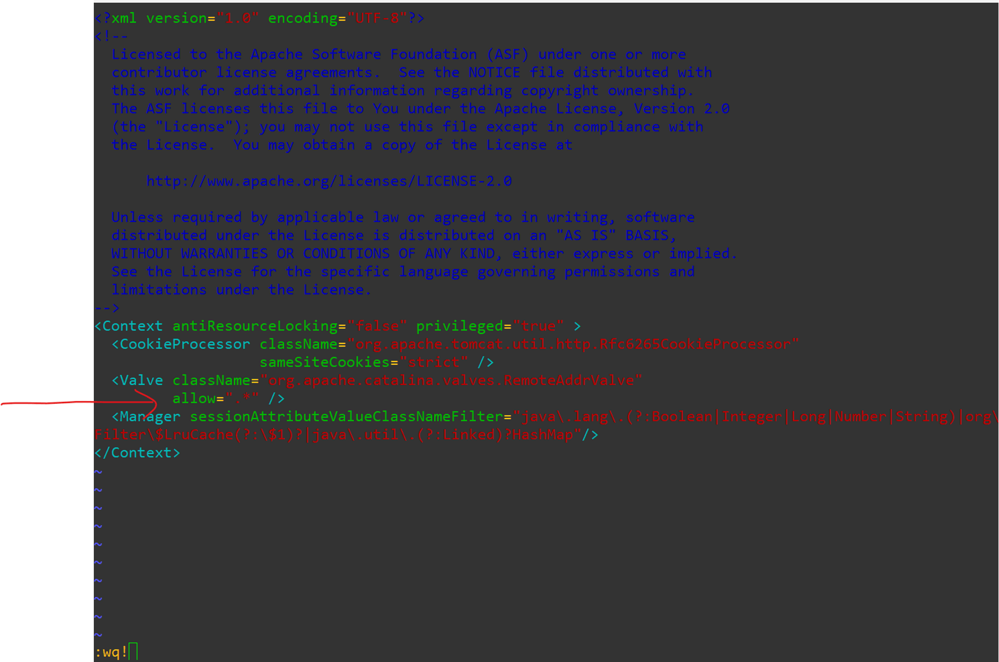 <?xml version="1.0" encoding="UTF-8"?>
<!--
  Licensed to the Apache Software Foundation (ASF) under one or more
  contributor license agreements.  See the NOTICE file distributed with
  this work for additional information regarding copyright ownership.
  The ASF licenses this file to You under the Apache License, Version 2.0
  (the "License"); you may not use this file except in compliance with
  the License.  You may obtain a copy of the License at

      http://www.apache.org/licenses/LICENSE-2.0

  Unless required by applicable law or agreed to in writing, software
  distributed under the License is distributed on an "AS IS" BASIS,
  WITHOUT WARRANTIES OR CONDITIONS OF ANY KIND, either express or implied.
  See the License for the specific language governing permissions and
  limitations under the License.
-->
<Context antiResourceLocking="false" privileged="true" >
  <CookieProcessor className="org.apache.tomcat.util.http.Rfc6265CookieProcessor"
                   sameSiteCookies="strict" />
  <Valve className="org.apache.catalina.valves.RemoteAddrValve"
         allow=".*" />
  <Manager sessionAttributeValueClassNameFilter="java\.lang\.(?:Boolean|Integer|Long|Number|String)|org\
Filter\$LruCache(?:\$1)?|java\.util\.(?:Linked)?HashMap"/>
</Context>
~
~
~
~
~
~
~
~
~
~
:wq!